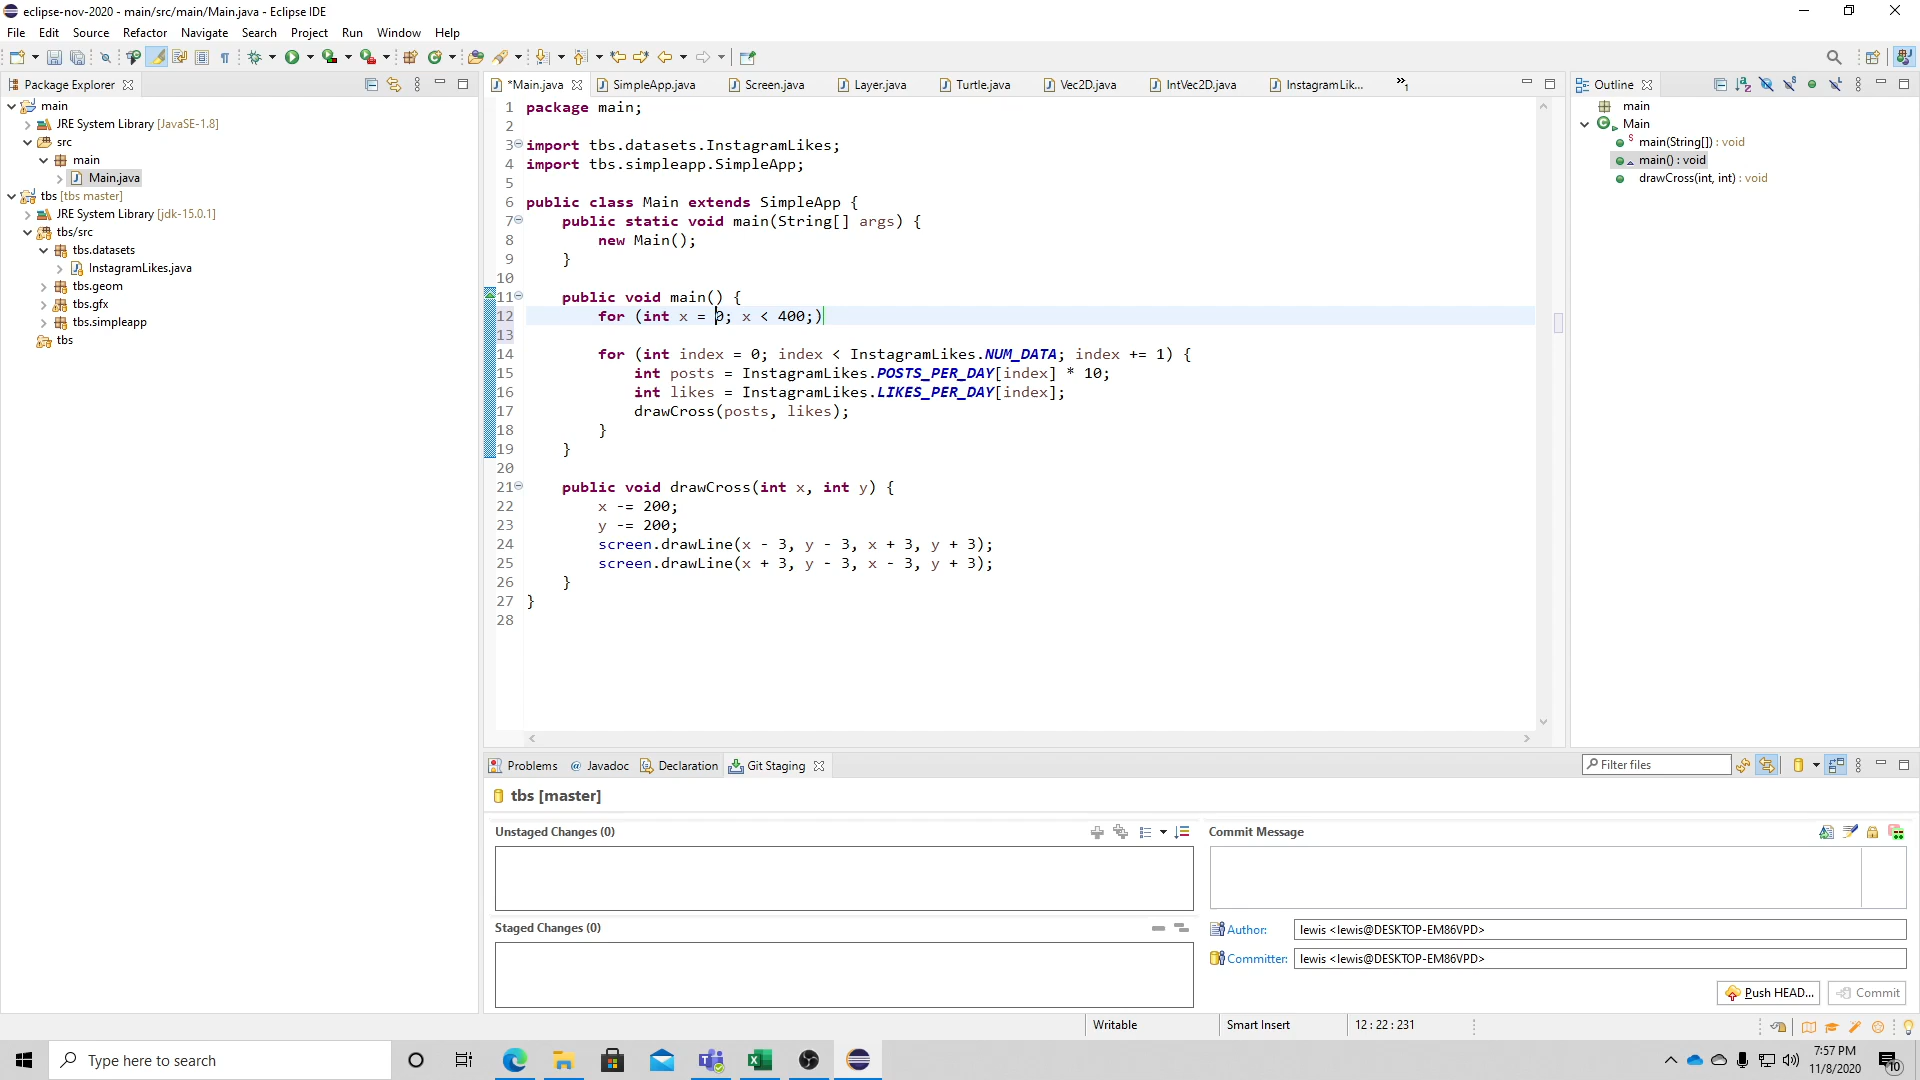 eclipse-nov-2020 - main/src/main/Main.java - Eclipse IDE
File Edit Source Refactor Navigate Search Project Run Window Help
Package Explorer
main
JRE System Library [JavaSE-1.8]
src
main
Main.java
tbs [tbs master]
JRE System Library [jdk-15.0.1]
tbs/src
tbs.datasets
InstagramLikes.java
tbs.geom
tbs.gfx
tbs.simpleapp
tbs
*Main.java SimpleApp.java Screen.java Layer.java Turtle.java Vec2D.java IntVec2D.java InstagramLik... »1
1 package main;
2
3 import tbs.datasets.InstagramLikes;
4 import tbs.simpleapp.SimpleApp;
5
6 public class Main extends SimpleApp {
7 public static void main(String[] args) {
8 new Main();
9 }
10
11 public void main() {
12 for (int x = 0; x < 400;)
13
14 for (int index = 0; index < InstagramLikes.NUM_DATA; index += 1) {
15 int posts = InstagramLikes.POSTS_PER_DAY[index] * 10;
16 int likes = InstagramLikes.LIKES_PER_DAY[index];
17 drawCross(posts, likes);
18 }
19 }
20
21 public void drawCross(int x, int y) {
22 x -= 200;
23 y -= 200;
24 screen.drawLine(x - 3, y - 3, x + 3, y + 3);
25 screen.drawLine(x + 3, y - 3, x - 3, y + 3);
26 }
27 }
28
Outline
main
Main
main(String[]) : void
main() : void
drawCross(int, int) : void
Problems @ Javadoc Declaration Git Staging
Filter files
tbs [master]
Unstaged Changes (0)
Staged Changes (0)
Commit Message
Author: lewis <lewis@DESKTOP-EM86VPD>
Committer: lewis <lewis@DESKTOP-EM86VPD>
Push HEAD... Commit
Writable Smart Insert 12 : 22 : 231
Type here to search
7:57 PM
11/8/2020
10